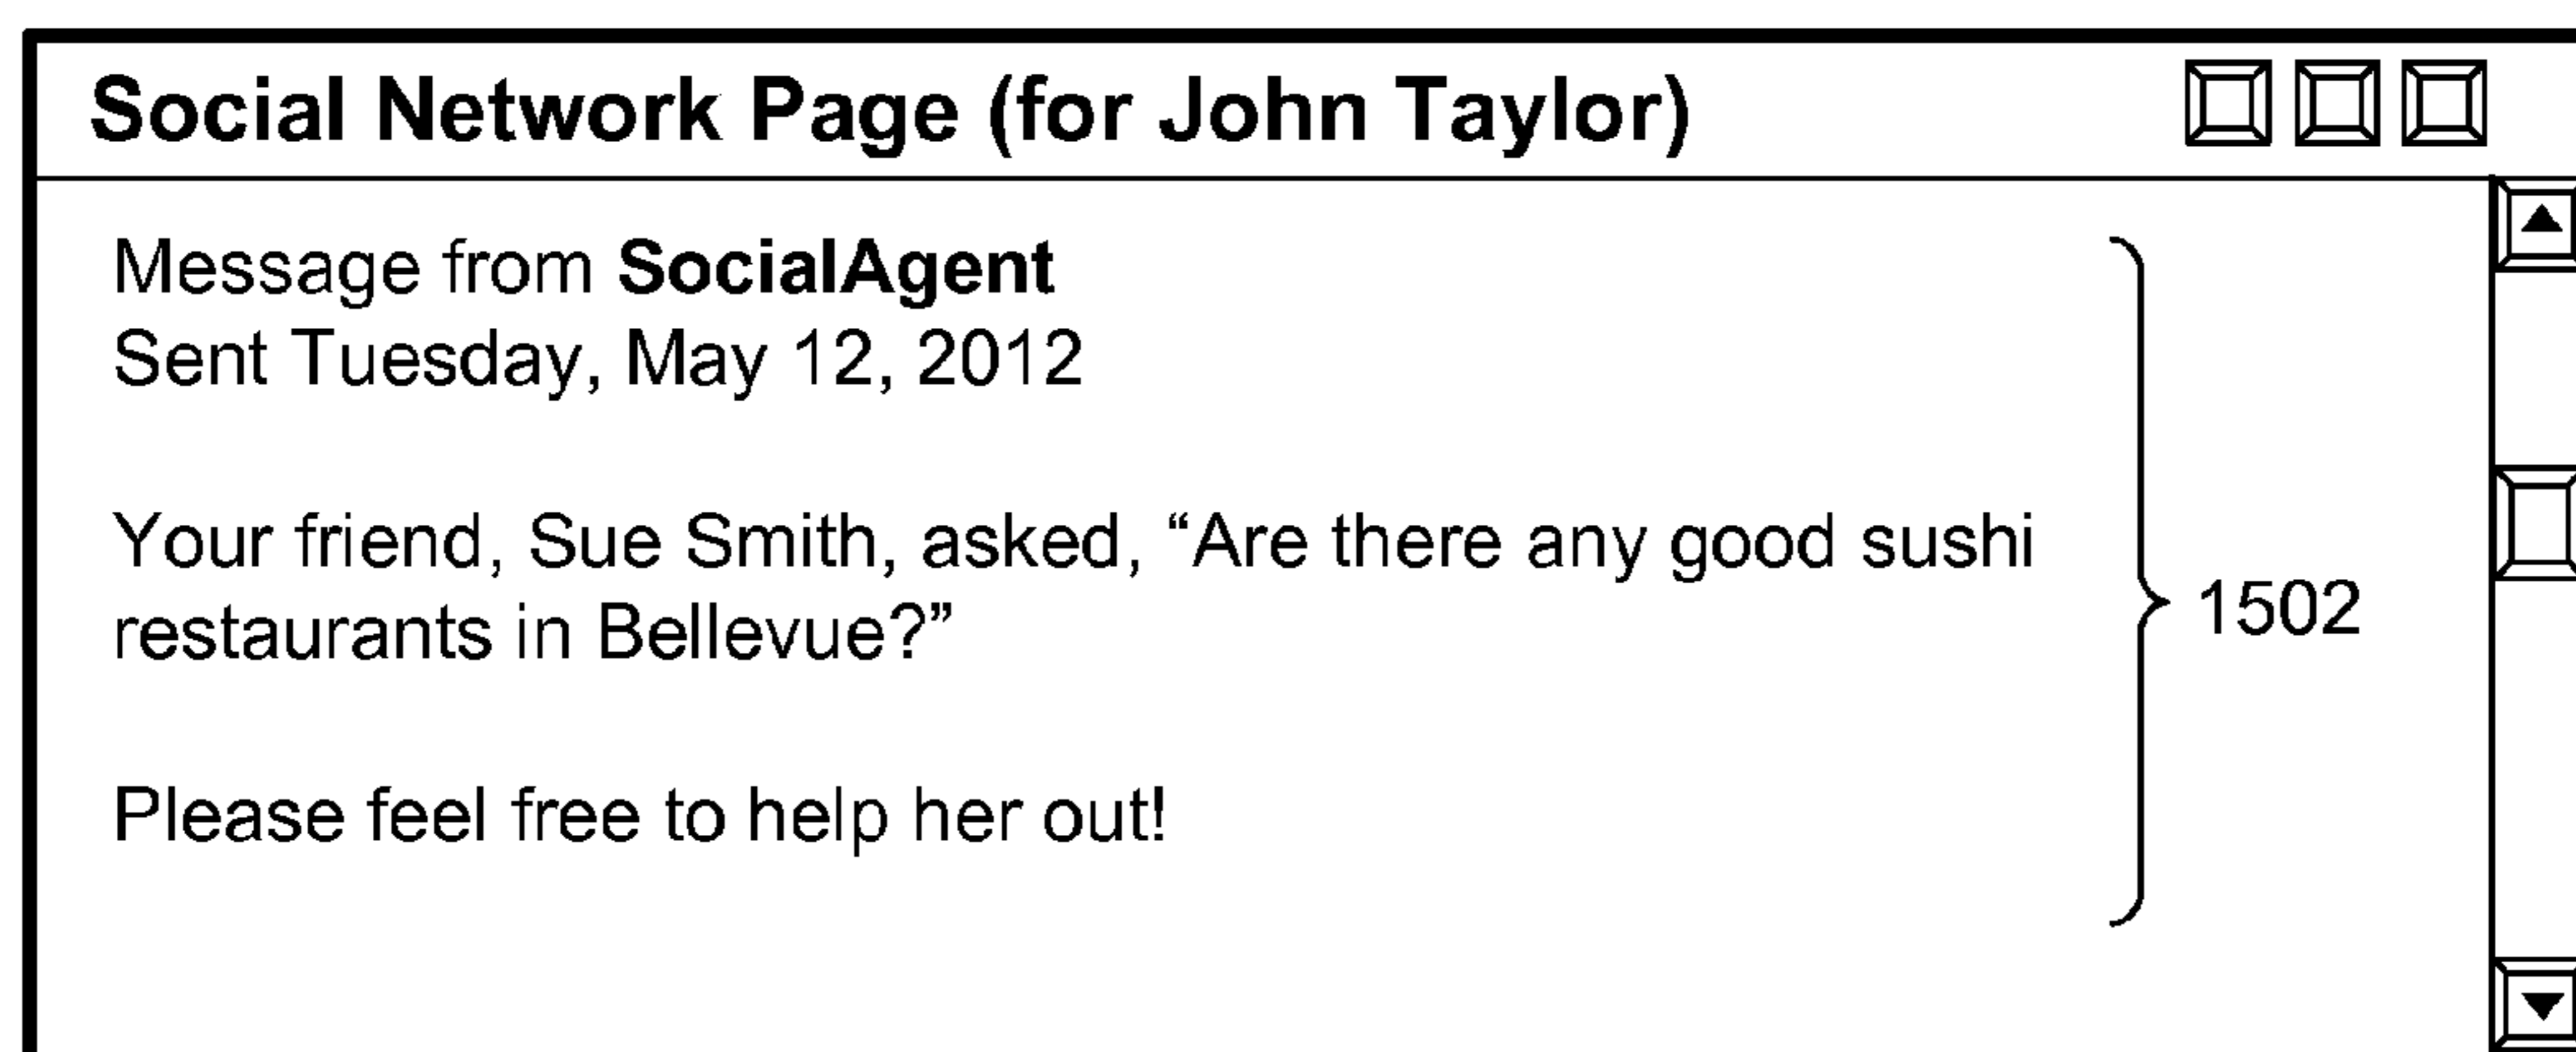 Social Network Page (for John Taylor)
Message from SocialAgent
Sent Tuesday, May 12, 2012
Your friend, Sue Smith, asked, “Are there any good sushi
restaurants in Bellevue?”
1502
Please feel free to help her out!